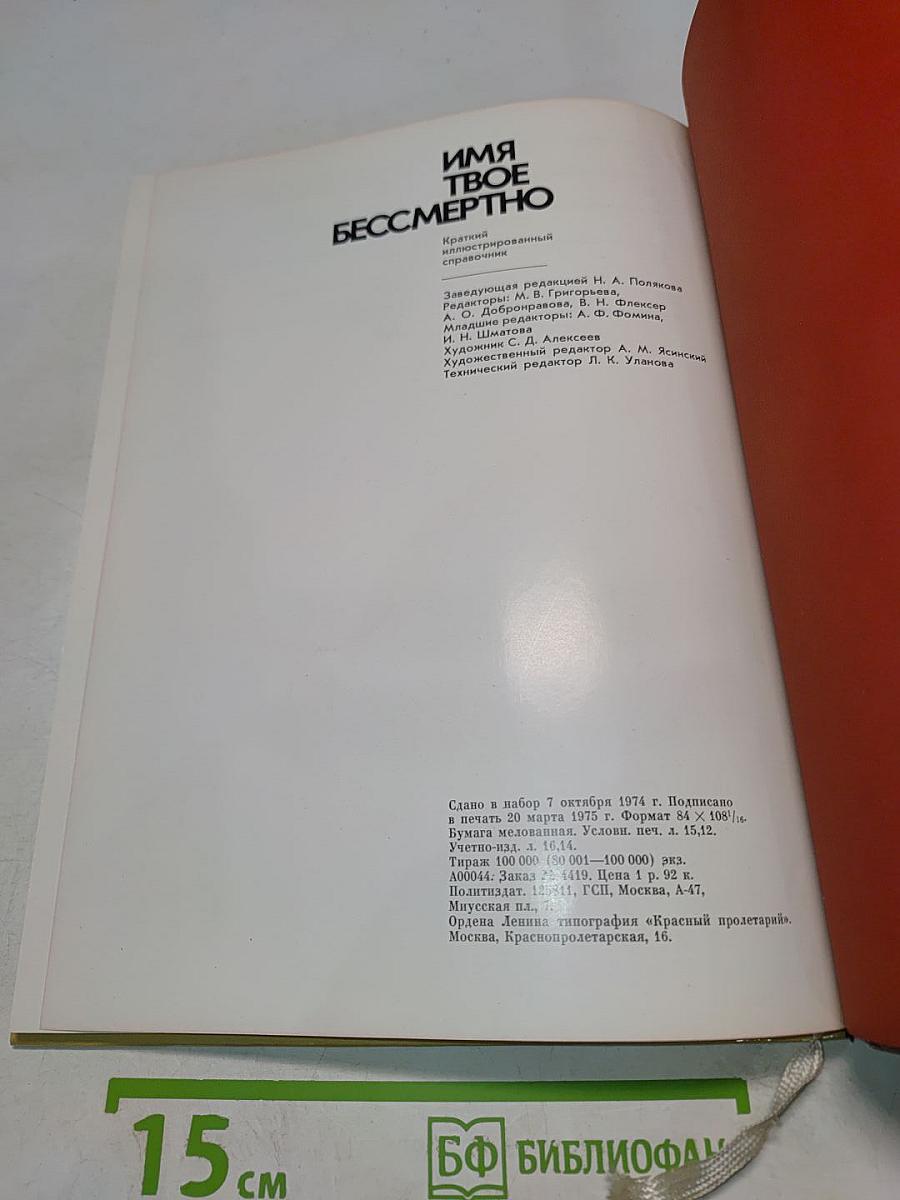 ИМЯ
ТВОЕ
БЕССМЕРТНО
Краткий
иллюстрированный
справочник
Заведующая редакцией Н. А. Полякова
Редакторы: М. В. Григорьева,
А. О. Добронравова, В. Н. Флексер
Младшие редакторы: А. Ф. Фомина,
И. Н. Шматова
Художник С. Д. Алексеев
Художественный редактор А. М. Ясинский
Технический редактор Л. К. Уланова
Сдано в набор 7 октября 1974 г. Подписано
в печать 20 марта 1975 г. Формат 84 × 108¹/₁₆.
Бумага мелованная. Условн. печ. л. 15,12.
Учетно-изд. л. 16,14.
Тираж 100 000 (80 001—100 000) экз.
А00044. Заказ 4419. Цена 1 р. 92 к.
Политиздат. 125811, ГСП, Москва, А-47,
Миусская пл., 7.
Ордена Ленина типография «Красный пролетарий».
Москва, Краснопролетарская, 16.
15 см
БФ БИБЛИОФАН